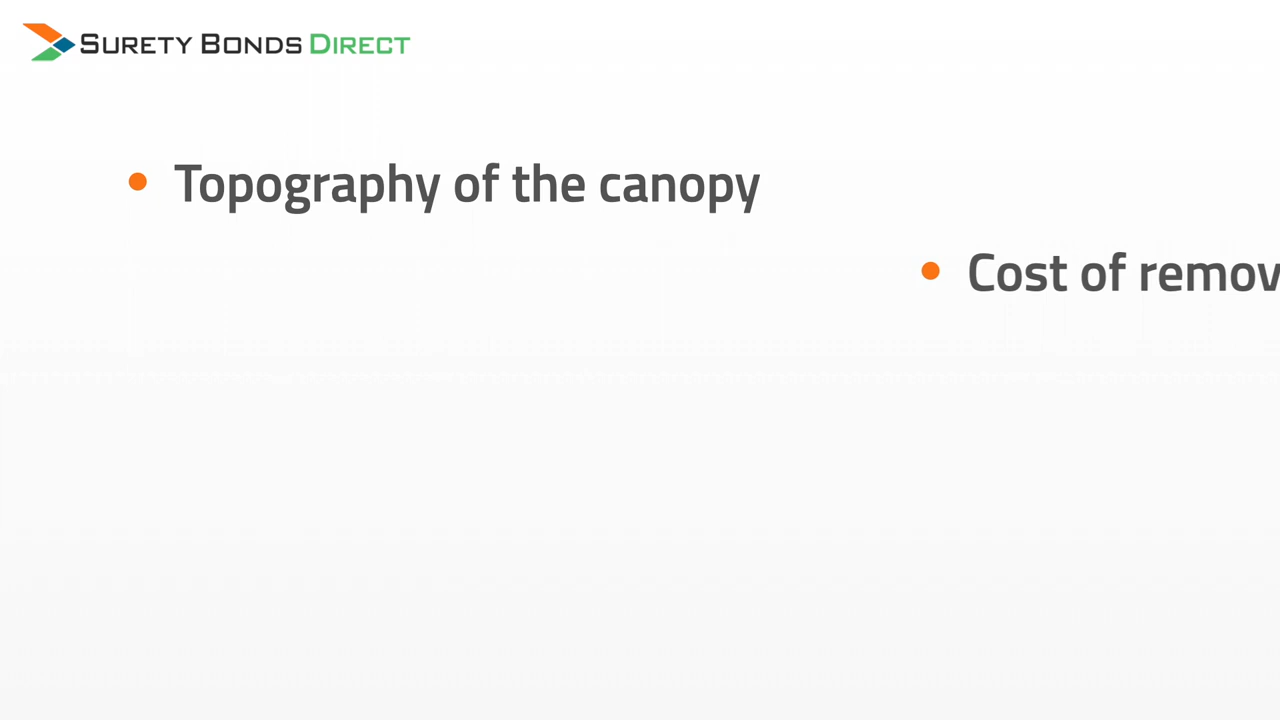 SURETY BONDS DIRECT
• Topography of the canopy
• Cost of remov